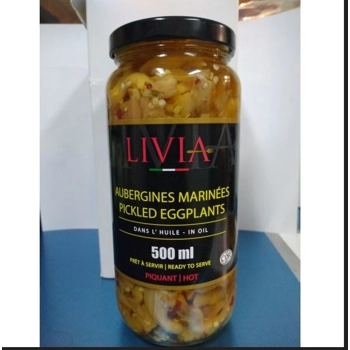 LIVIA
AUBERGINES MARINÉES
PICKLED EGGPLANTS
DANS L' HUILE - IN OIL
500 ml
PRÊT À SERVIR | READY TO SERVE
PIQUANT | HOT